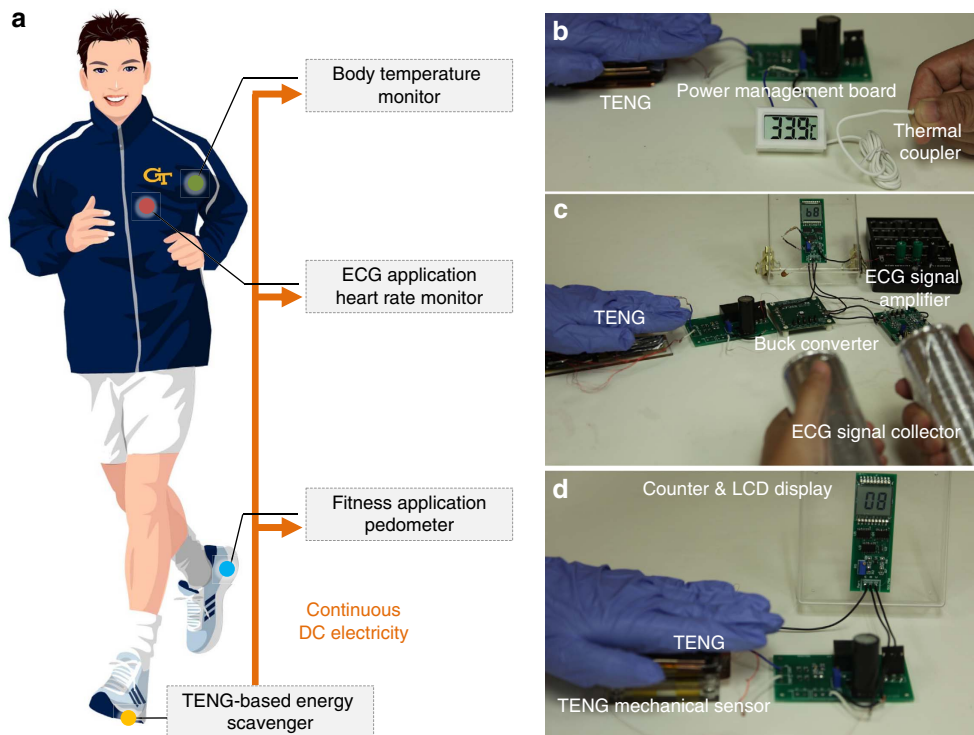 a
GT
Body temperature
monitor
ECG application
heart rate monitor
Fitness application
pedometer
Continuous
DC electricity
TENG-based energy
scavenger
b
TENG
Power management board
33.9°C
Thermal
coupler
c
68
ECG signal
amplifier
TENG
Buck converter
ECG signal collector
d
Counter & LCD display
08
TENG
TENG mechanical sensor